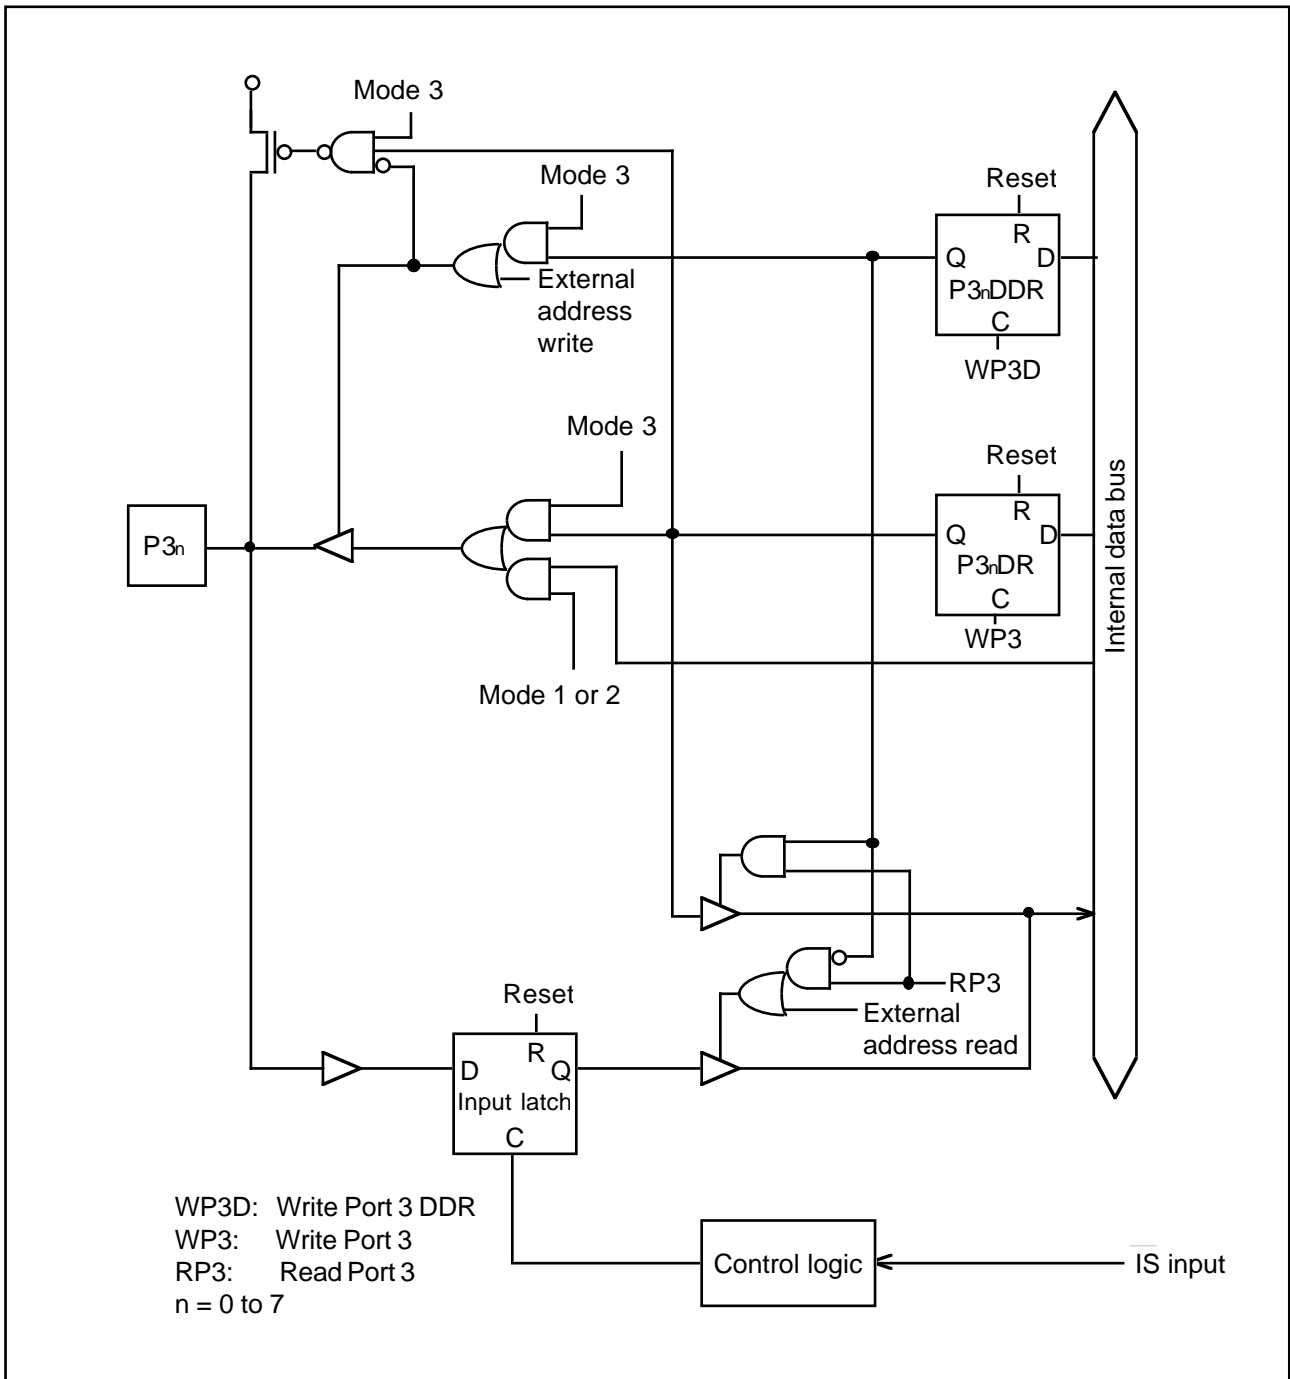 Mode 3
Mode 3
Reset
R
Q
D
P3nDDR
C
WP3D
External
address
write
Mode 3
Reset
R
Q
D
P3nDR
C
WP3
P3n
Mode 1 or 2
Internal data bus
RP3
External
address read
Reset
R
D
Q
Input latch
C
WP3D: Write Port 3 DDR
WP3: Write Port 3
RP3: Read Port 3
n = 0 to 7
Control logic
I̅S̅ input